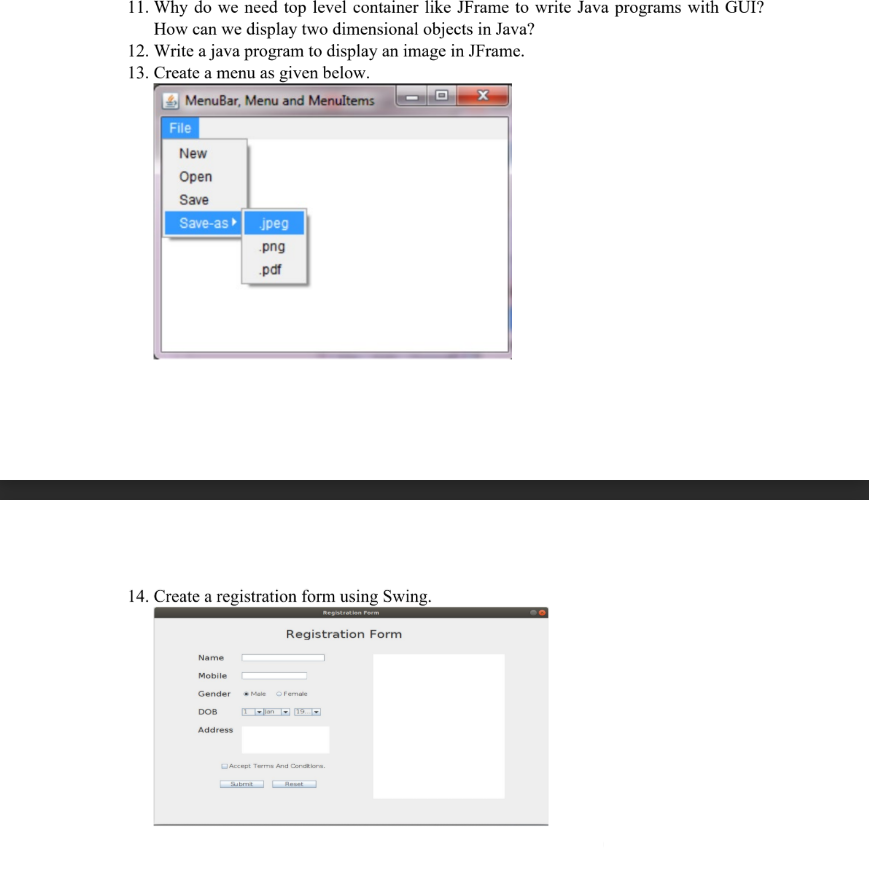 11. Why do we need top level container like JFrame to write Java programs with GUI?
How can we display two dimensional objects in Java?
12. Write a java program to display an image in JFrame.
13. Create a menu as given below.
MenuBar, Menu and MenuItems
File
New
Open
Save
Save-as
.jpeg
.png
.pdf
14. Create a registration form using Swing.
Registration Form
Registration Form
Name
Mobile
Gender Male Female
DOB 1 Jan 19...
Address
Accept Terms And Conditions.
Submit Reset